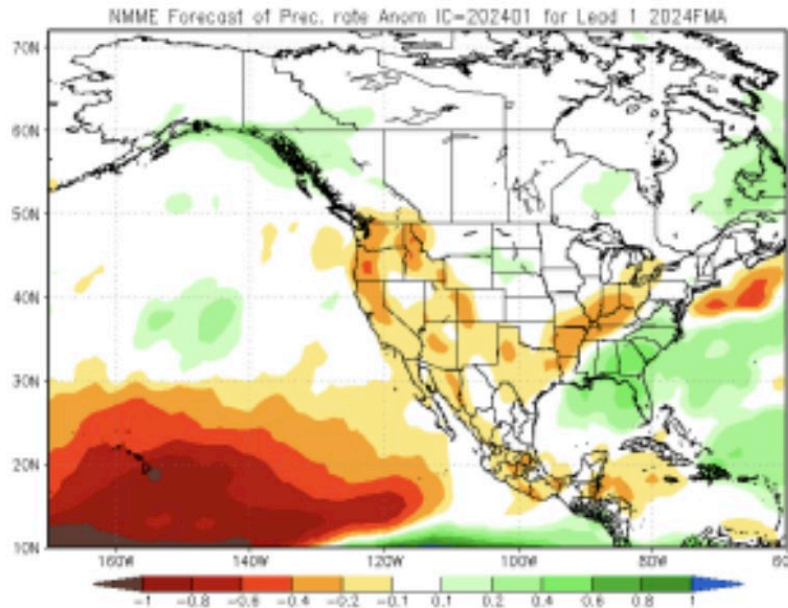 NMME Forecast of Prec. rate Anom IC=202401 for Lead 1 2024FMA
70N
60N
50N
40N
30N
20N
10N
160W 140W 120W 100W 80W 60
-1 -0.8 -0.6 -0.4 -0.2 -0.1 0.1 0.2 0.4 0.6 0.8 1